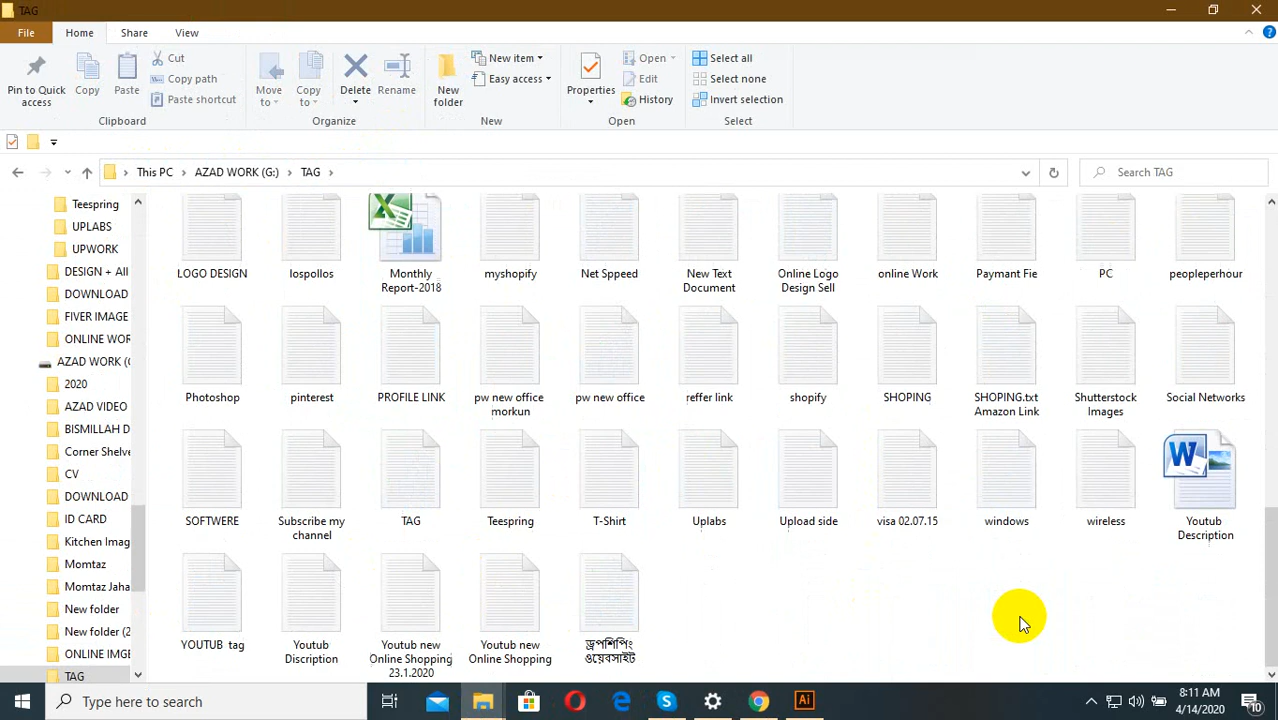 TAG
File
Home
Share
View
Pin to Quick
access
Copy
Paste
Cut
Copy path
Paste shortcut
Clipboard
Move
to
Copy
to
Delete
Rename
Organize
New
folder
New item
Easy access
New
Properties
Open
Edit
History
Open
Select all
Select none
Invert selection
Select
This PC
AZAD WORK (G:)
TAG
Search TAG
Teespring
UPLABS
UPWORK
DESIGN + All
DOWNLOAD
FIVER IMAGE
ONLINE WOR
AZAD WORK (
2020
AZAD VIDEO
BISMILLAH D
Corner Shelve
CV
DOWNLOAD
ID CARD
Kitchen Imag
Momtaz
Momtaz Jaha
New folder
New folder (2
ONLINE IMGE
TAG
LOGO DESIGN
lospollos
Monthly
Report-2018
myshopify
Net Sppeed
New Text
Document
Online Logo
Design Sell
online Work
Paymant Fie
PC
peopleperhour
Photoshop
pinterest
PROFILE LINK
pw new office
morkun
pw new office
reffer link
shopify
SHOPING
SHOPING.txt
Amazon Link
Shutterstock
Images
Social Networks
SOFTWERE
Subscribe my
channel
TAG
Teespring
T-Shirt
Uplabs
Upload side
visa 02.07.15
windows
wireless
Youtub
Description
YOUTUB tag
Youtub
Discription
Youtub new
Online Shopping
23.1.2020
Youtub new
Online Shopping
ড্রপশিপিং
ওয়েবসাইট
Type here to search
Ai
8:11 AM
4/14/2020
10